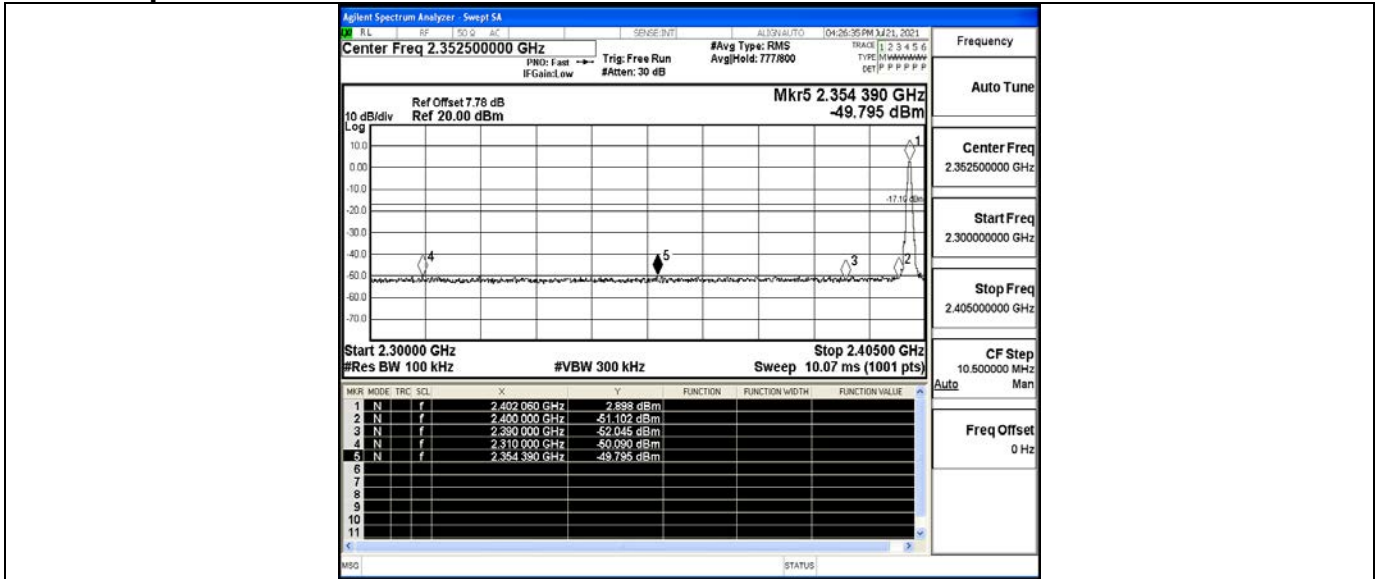 Agilent Spectrum Analyzer - Swept SA
RL RF 50 Ω AC SENSE:INT ALIGN AUTO 04:26:35 PM Jul 21, 2021
Center Freq 2.352500000 GHz
PNO: Fast
IFGain:Low
Trig: Free Run
#Atten: 30 dB
#Avg Type: RMS
Avg|Hold: 777/800
TRACE 1 2 3 4 5 6
TYPE M W W W W W
DET P P P P P P
Mkr5 2.354 390 GHz
-49.795 dBm
Ref Offset 7.78 dB
10 dB/div Ref 20.00 dBm
Log
10.0
0.00
-10.0
-20.0
-30.0
-40.0
-50.0
-60.0
-70.0
1
-17.10 dBm
4
5
3
2
Start 2.30000 GHz Stop 2.40500 GHz
#Res BW 100 kHz #VBW 300 kHz Sweep 10.07 ms (1001 pts)
MKR MODE TRC SCL X Y FUNCTION FUNCTION WIDTH FUNCTION VALUE
1 N f 2.402 060 GHz 2.898 dBm
2 N f 2.400 000 GHz -51.102 dBm
3 N f 2.390 000 GHz -52.045 dBm
4 N f 2.310 000 GHz -50.090 dBm
5 N f 2.354 390 GHz -49.795 dBm
6
7
8
9
10
11
MSG STATUS
Frequency
Auto Tune
Center Freq
2.352500000 GHz
Start Freq
2.300000000 GHz
Stop Freq
2.405000000 GHz
CF Step
10.500000 MHz
Auto Man
Freq Offset
0 Hz